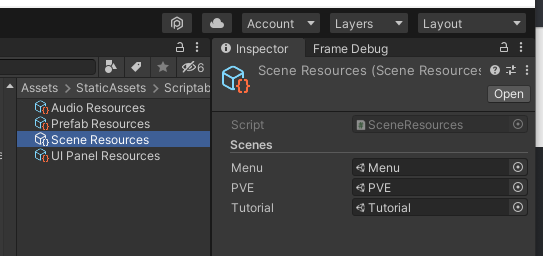 Account Layers Layout
Inspector Frame Debug
6
Assets > StaticAssets > Scriptab
Audio Resources
Prefab Resources
Scene Resources
UI Panel Resources
Scene Resources (Scene Resources
Open
Script SceneResources
Scenes
Menu Menu
PVE PVE
Tutorial Tutorial